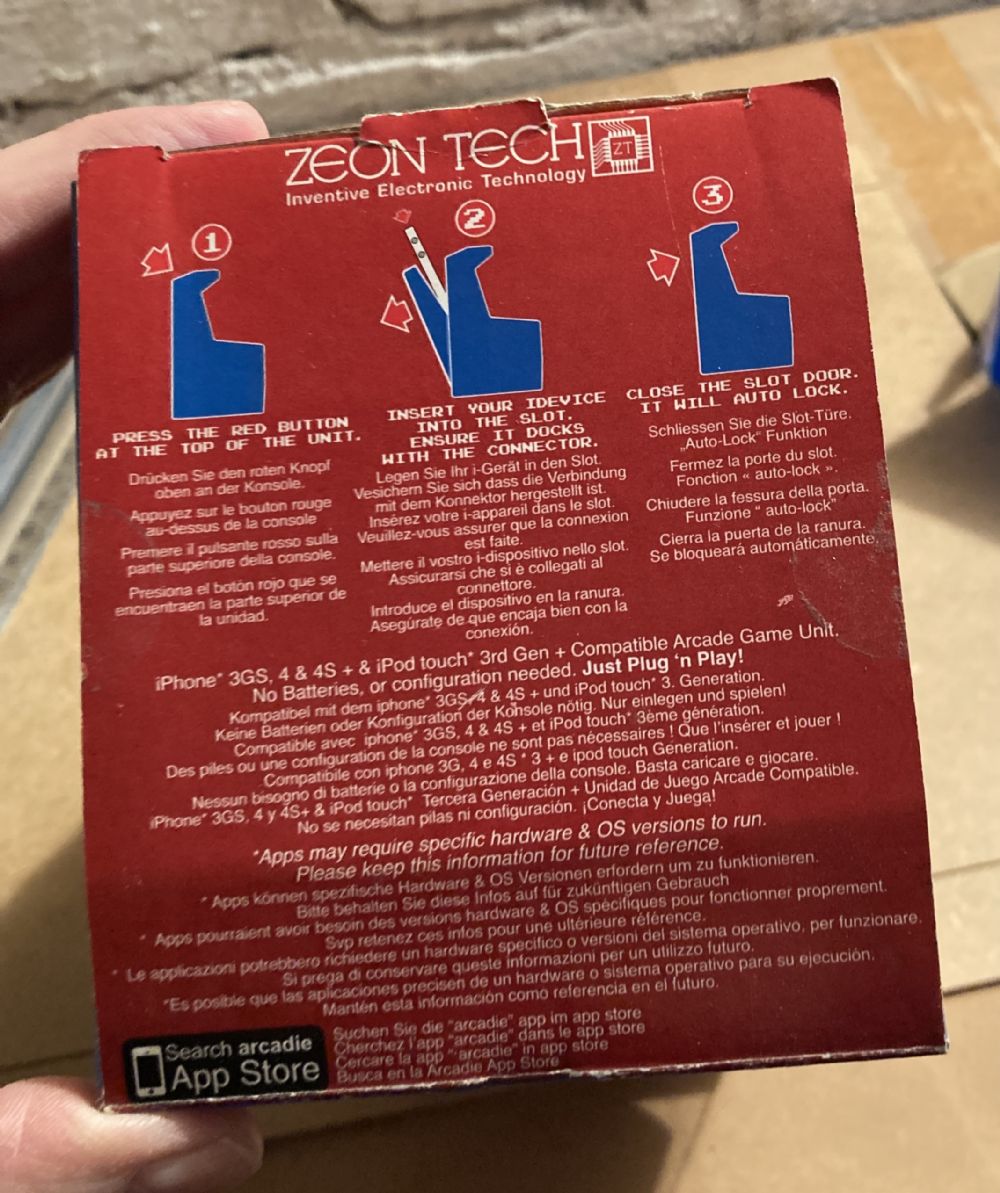 ZEON TECH ZT
Inventive Electronic Technology
1
PRESS THE RED BUTTON
AT THE TOP OF THE UNIT.
Drücken Sie den roten Knopf
oben an der Konsole.
Appuyez sur le bouton rouge
au-dessus de la console
Premere il pulsante rosso sulla
parte superiore della console.
Presiona el botón rojo que se
encuentraen la parte superior de
la unidad.
2
INSERT YOUR IDEVICE
INTO THE SLOT.
ENSURE IT DOCKS
WITH THE CONNECTOR.
Legen Sie Ihr i-Gerät in den Slot.
Vesichern Sie sich dass die Verbindung
mit dem Konnektor hergestellt ist.
Insérez votre i-appareil dans le slot.
Veuillez-vous assurer que la connexion
est faite.
Mettere il vostro i-dispositivo nello slot.
Assicurarsi che si è collegati al
connettore.
Introduce el dispositivo en la ranura.
Asegúrate de que encaja bien con la
conexión.
3
CLOSE THE SLOT DOOR.
IT WILL AUTO LOCK.
Schliessen Sie die Slot-Türe.
„Auto-Lock“ Funktion
Fermez la porte du slot.
Fonction « auto-lock ».
Chiudere la fessura della porta.
Funzione “ auto-lock”
Cierra la puerta de la ranura.
Se bloqueará automáticamente.
iPhone* 3GS, 4 & 4S + & iPod touch* 3rd Gen + Compatible Arcade Game Unit.
No Batteries, or configuration needed. Just Plug ‘n Play!
Kompatibel mit dem iphone* 3GS, 4 & 4S + und iPod touch* 3. Generation.
Keine Batterien oder Konfiguration der Konsole nötig. Nur einlegen und spielen!
Compatible avec iphone* 3GS, 4 & 4S + et iPod touch* 3ème génération.
Des piles ou une configuration de la console ne sont pas nécessaires ! Que l'insérer et jouer !
Compatibile con iphone 3G, 4 e 4S * 3 + e ipod touch Generation.
Nessun bisogno di batterie o la configurazione della console. Basta caricare e giocare.
iPhone* 3GS, 4 y 4S+ & iPod touch* Tercera Generación + Unidad de Juego Arcade Compatible.
No se necesitan pilas ni configuración. ¡Conecta y Juega!
*Apps may require specific hardware & OS versions to run.
Please keep this information for future reference.
* Apps können spezifische Hardware & OS Versionen erfordern um zu funktionieren.
Bitte behalten Sie diese Infos auf für zukünftigen Gebrauch
* Apps pourraient avoir besoin des versions hardware & OS spécifiques pour fonctionner proprement.
Svp retenez ces infos pour une ultérieure référence.
* Le applicazioni potrebbero richiedere un hardware specifico o versioni del sistema operativo, per funzionare.
Si prega di conservare queste informazioni per un utilizzo futuro.
*Es posible que las aplicaciones precisen de un hardware o sistema operativo para su ejecución.
Mantén esta información como referencia en el futuro.
Search arcadie
App Store
Suchen Sie die "arcadie" app im app store
Cherchez l'app "arcadie" dans le app store
Cercare la app " arcadie" in app store
Busca en la Arcadie App Store